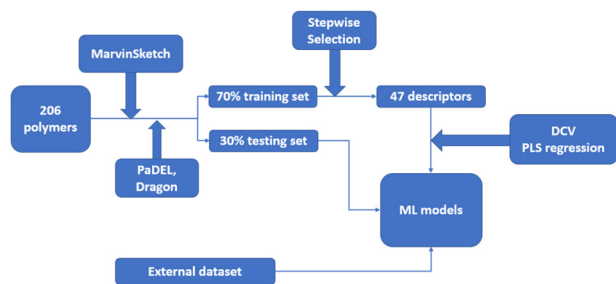 Stepwise
Selection
MarvinSketch
206
polymers
70% training set
47 descriptors
30% testing set
DCV
PLS regression
PaDEL,
Dragon
ML models
External dataset